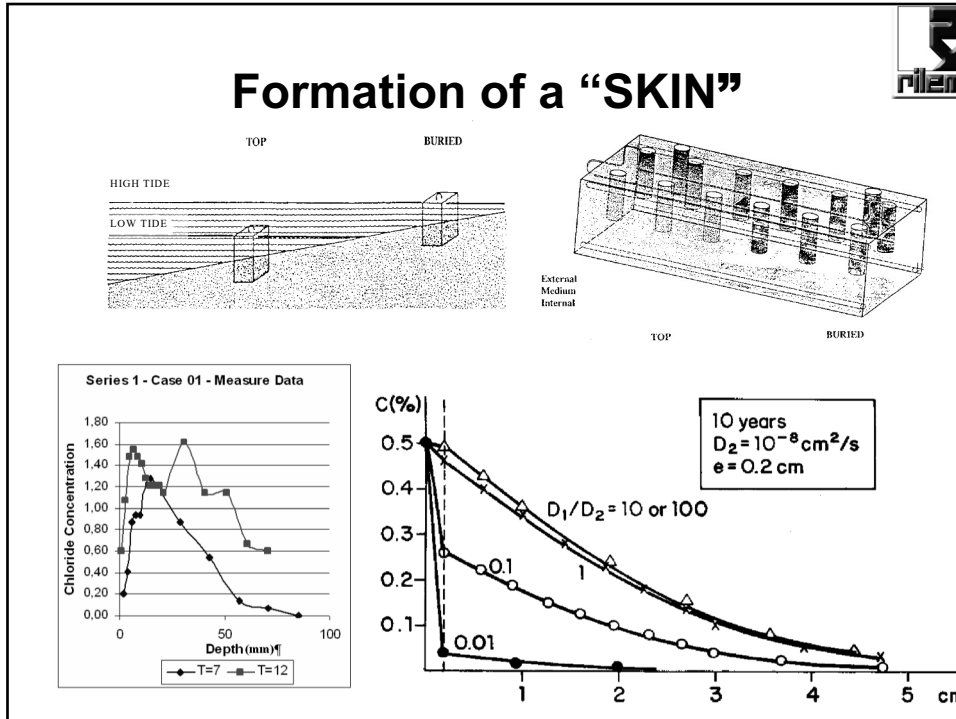 Formation of a “SKIN”
TOP
BURIED
HIGH TIDE
LOW TIDE
External
Medium
Internal
TOP
BURIED
Series 1 - Case 01 - Measure Data
Chloride Concentration
1,80
1,60
1,40
1,20
1,00
0,80
0,60
0,40
0,20
0,00
0
50
100
Depth (mm)¶
T=7
T=12
C(%)
0.5
0.4
0.3
0.2
0.1
10 years
D₂ = 10⁻⁸ cm²/s
e = 0.2 cm
D₁/D₂ = 10 or 100
1
0.1
0.01
1
2
3
4
5